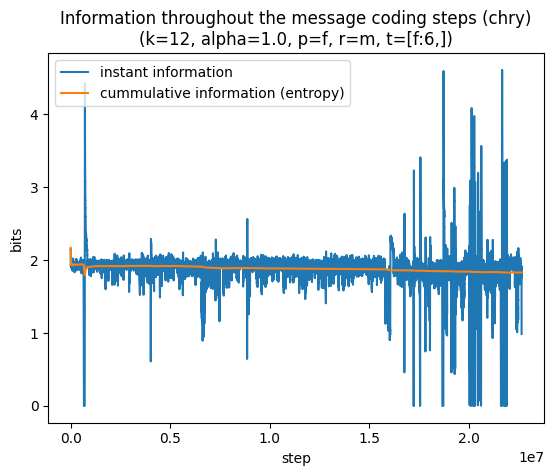 Information throughout the message coding steps (chry)
(k=12, alpha=1.0, p=f, r=m, t=[f:6,])
instant information
cummulative information (entropy)
4
3
2
1
0
bits
0.0
0.5
1.0
1.5
2.0
1e7
step